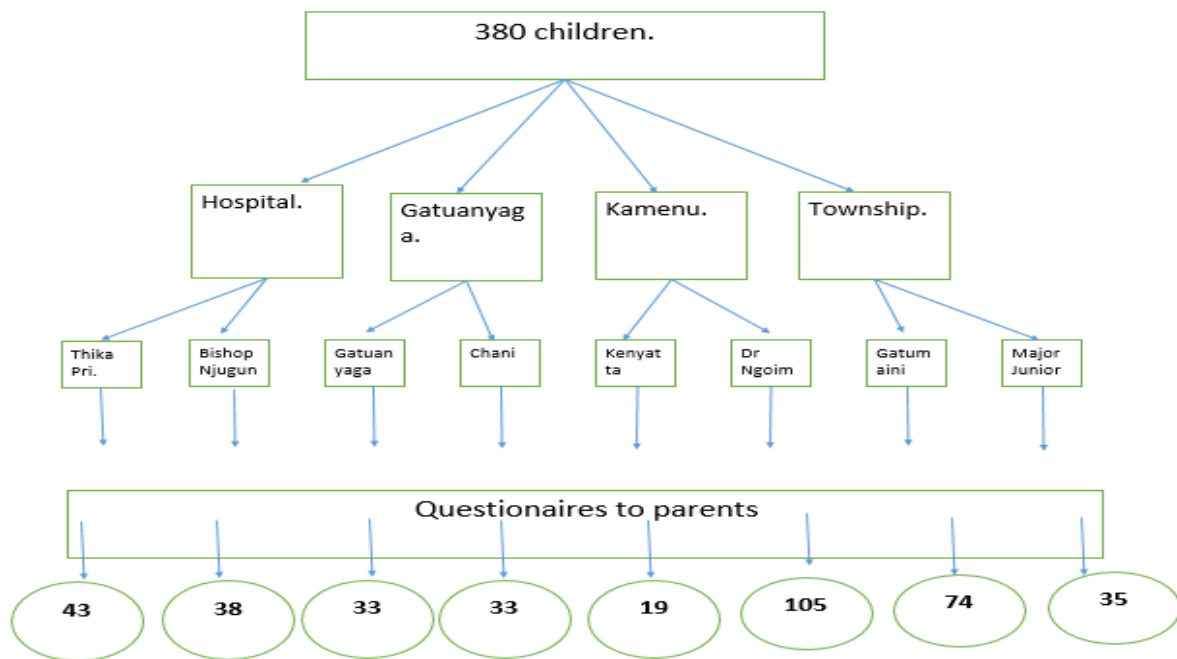 380 children.
Hospital.
Gatuanyag
a.
Kamenu.
Township.
Thika
Pri.
Bishop
Njugun
Gatuan
yaga
Chani
Kenyat
ta
Dr
Ngoim
Gatum
aini
Major
Junior
Questionaires to parents
43
38
33
33
19
105
74
35